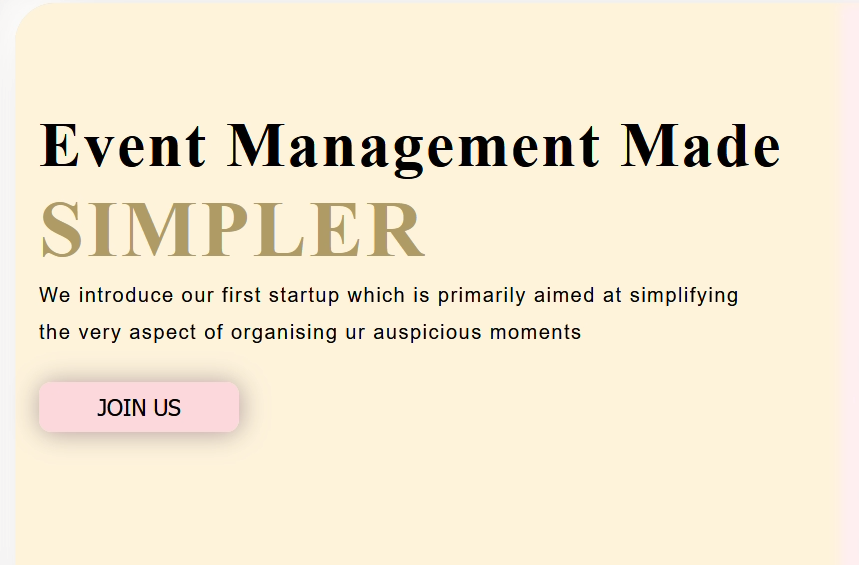 Event Management Made
SIMPLER
We introduce our first startup which is primarily aimed at simplifying
the very aspect of organising ur auspicious moments
JOIN US